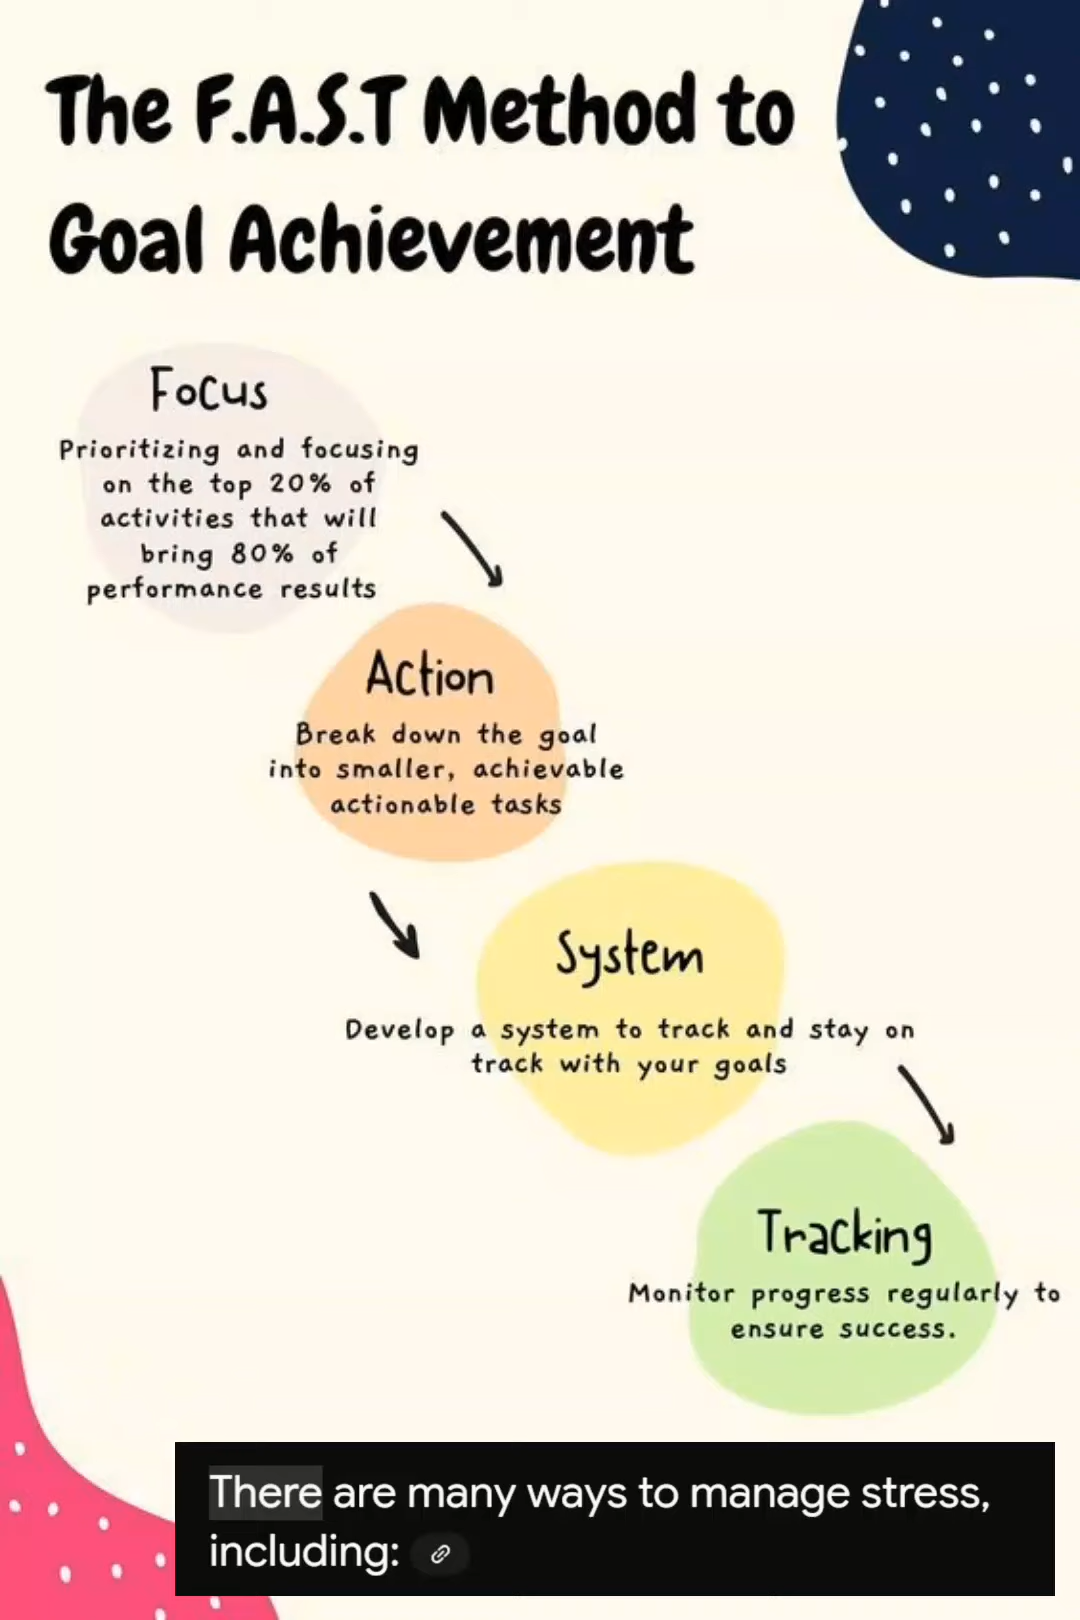 The F.A.S.T Method to
Goal Achievement
Focus
Prioritizing and focusing
on the top 20% of
activities that will
bring 80% of
performance results
Action
Break down the goal
into smaller, achievable
actionable tasks
System
Develop a system to track and stay on
track with your goals
Tracking
Monitor progress regularly to
ensure success.
There are many ways to manage stress,
including: